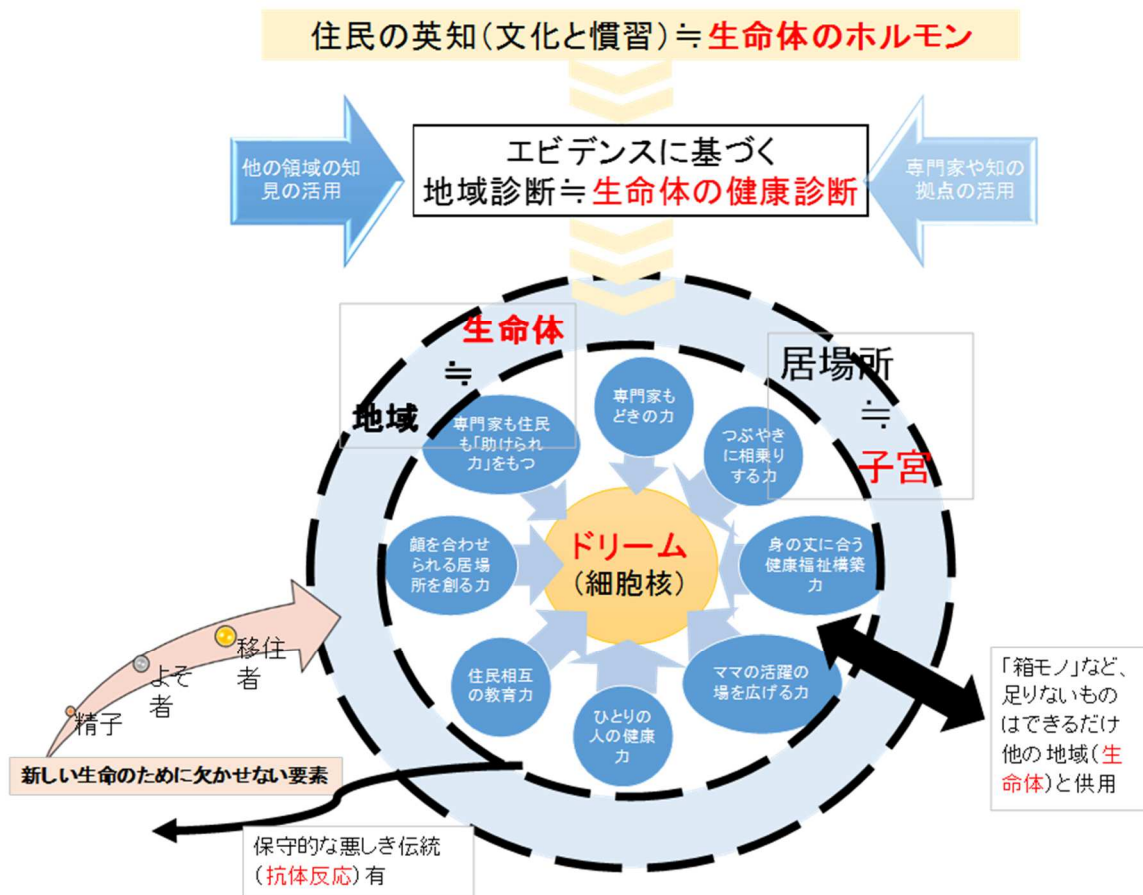 住民の英知（文化と慣習）≒生命体のホルモン
他の領域の知
見の活用
エビデンスに基づく
地域診断≒生命体の健康診断
専門家や知の
拠点の活用
生命体
≒
地域
居場所
≒
子宮
専門家も
どきの力
つぶやき
に相乗り
する力
身の丈に合う
健康福祉構築
力
ママの活躍の
場を広げる力
ひとりの
人の健康
力
住民相互
の教育力
顔を合わせ
られる居場
所を創る力
専門家も住民
も「助けられ
力」をもつ
ドリーム
（細胞核）
移住
者
よそ
者
精子
新しい生命のために欠かせない要素
保守的な悪しき伝統
（抗体反応）有
「箱モノ」など、
足りないもの
はできるだけ
他の地域（生
命体）と供用